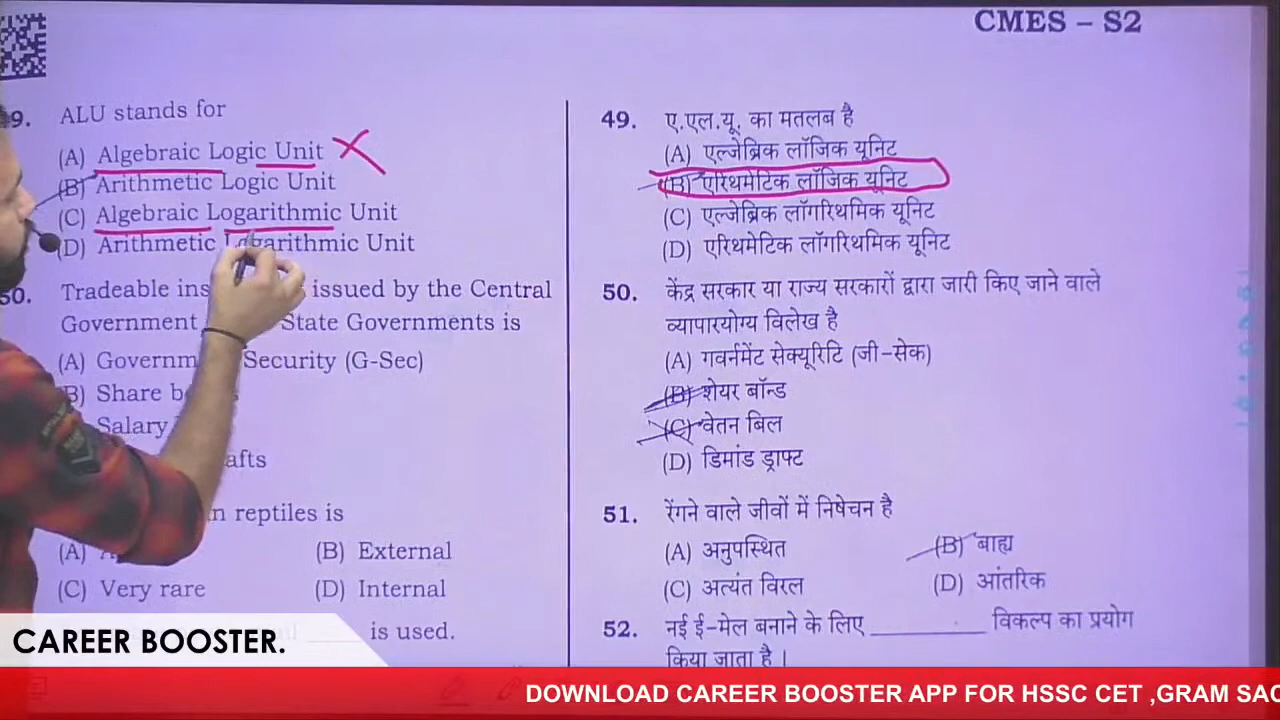 CMES – S2
9. ALU stands for
(A) Algebraic Logic Unit
(B) Arithmetic Logic Unit
(C) Algebraic Logarithmic Unit
(D) Arithmetic Logarithmic Unit
50. Tradeable ins issued by the Central
Government State Governments is
(A) Governm Security (G-Sec)
B) Share b
Salary
afts
n reptiles is
(A) (B) External
(C) Very rare (D) Internal
is used.
49. ए.एल.यू. का मतलब है
(A) एल्जेब्रिक लॉजिक यूनिट
(B) एरिथमेटिक लॉजिक यूनिट
(C) एल्जेब्रिक लॉगरिथमिक यूनिट
(D) एरिथमेटिक लॉगरिथमिक यूनिट
50. केंद्र सरकार या राज्य सरकारों द्वारा जारी किए जाने वाले
व्यापारयोग्य विलेख है
(A) गवर्नमेंट सेक्यूरिटि (जी-सेक)
(B) शेयर बॉन्ड
(C) वेतन बिल
(D) डिमांड ड्राफ्ट
51. रेंगने वाले जीवों में निषेचन है
(A) अनुपस्थित (B) बाह्य
(C) अत्यंत विरल (D) आंतरिक
52. नई ई-मेल बनाने के लिए __________ विकल्प का प्रयोग
किया जाता है ।
CAREER BOOSTER.
DOWNLOAD CAREER BOOSTER APP FOR HSSC CET ,GRAM SAC